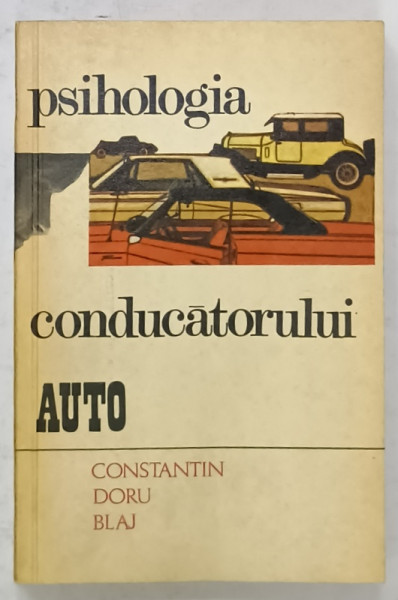 psihologia
conducătorului
AUTO
CONSTANTIN
DORU
BLAJ